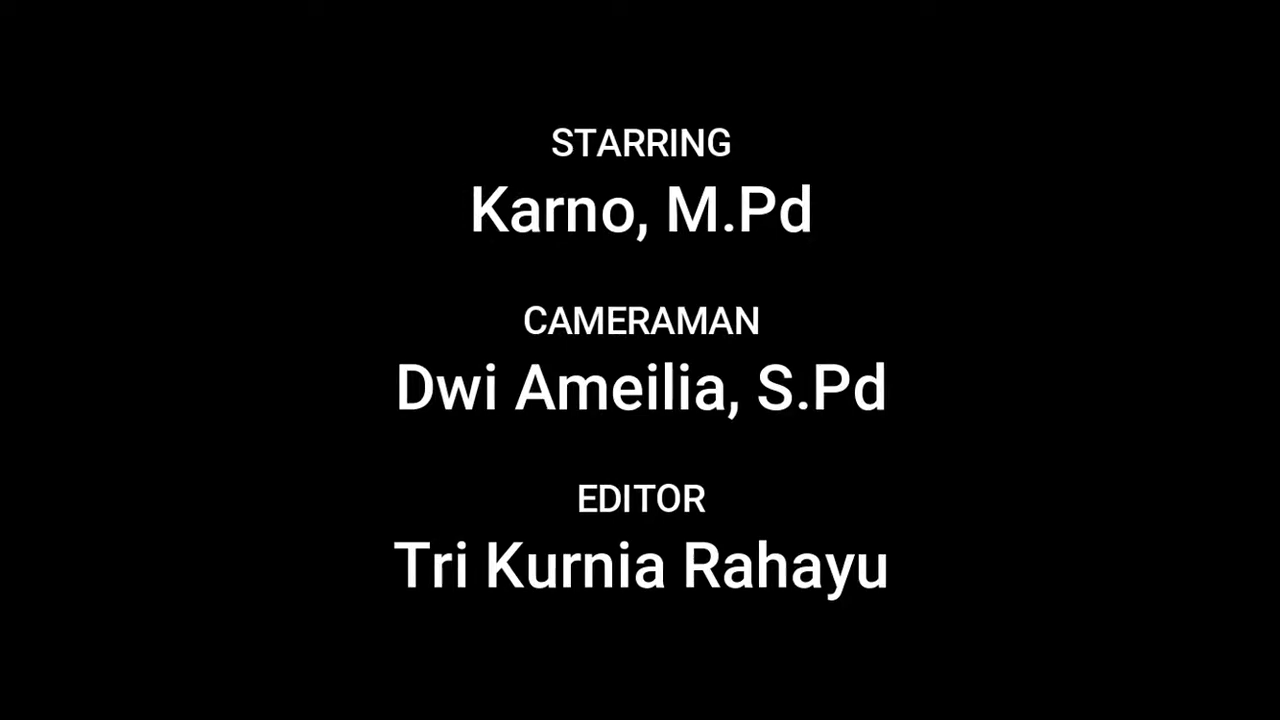 STARRING
Karno, M.Pd
CAMERAMAN
Dwi Ameilia, S.Pd
EDITOR
Tri Kurnia Rahayu